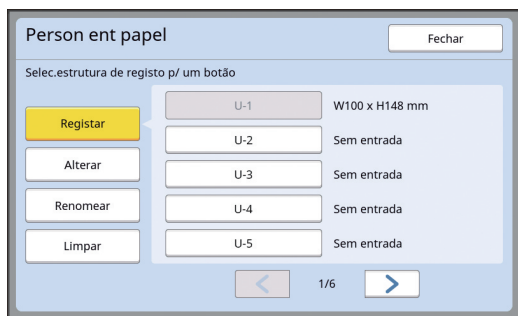 Person ent papel
Fechar
Selec.estrutura de registo p/ um botão
Registar
Alterar
Renomear
Limpar
U-1 W100 x H148 mm
U-2 Sem entrada
U-3 Sem entrada
U-4 Sem entrada
U-5 Sem entrada
1/6